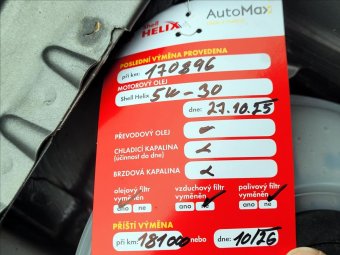 Shell
HELIX
AutoMax
POSLEDNÍ VÝMĚNA PROVEDENA
při km: 170896
MOTOROVÝ OLEJ
Shell Helix 5W-30
dne: 27.10.25
PŘEVODOVÝ OLEJ
CHLADICÍ KAPALINA
(účinnost do dne)
BRZDOVÁ KAPALINA
olejový filtr vyměněn ano ne
vzduchový filtr vyměněn ano ne
palivový filtr vyměněn ano ne
PŘÍŠTÍ VÝMĚNA
při km: 181000 nebo dne: 10/26